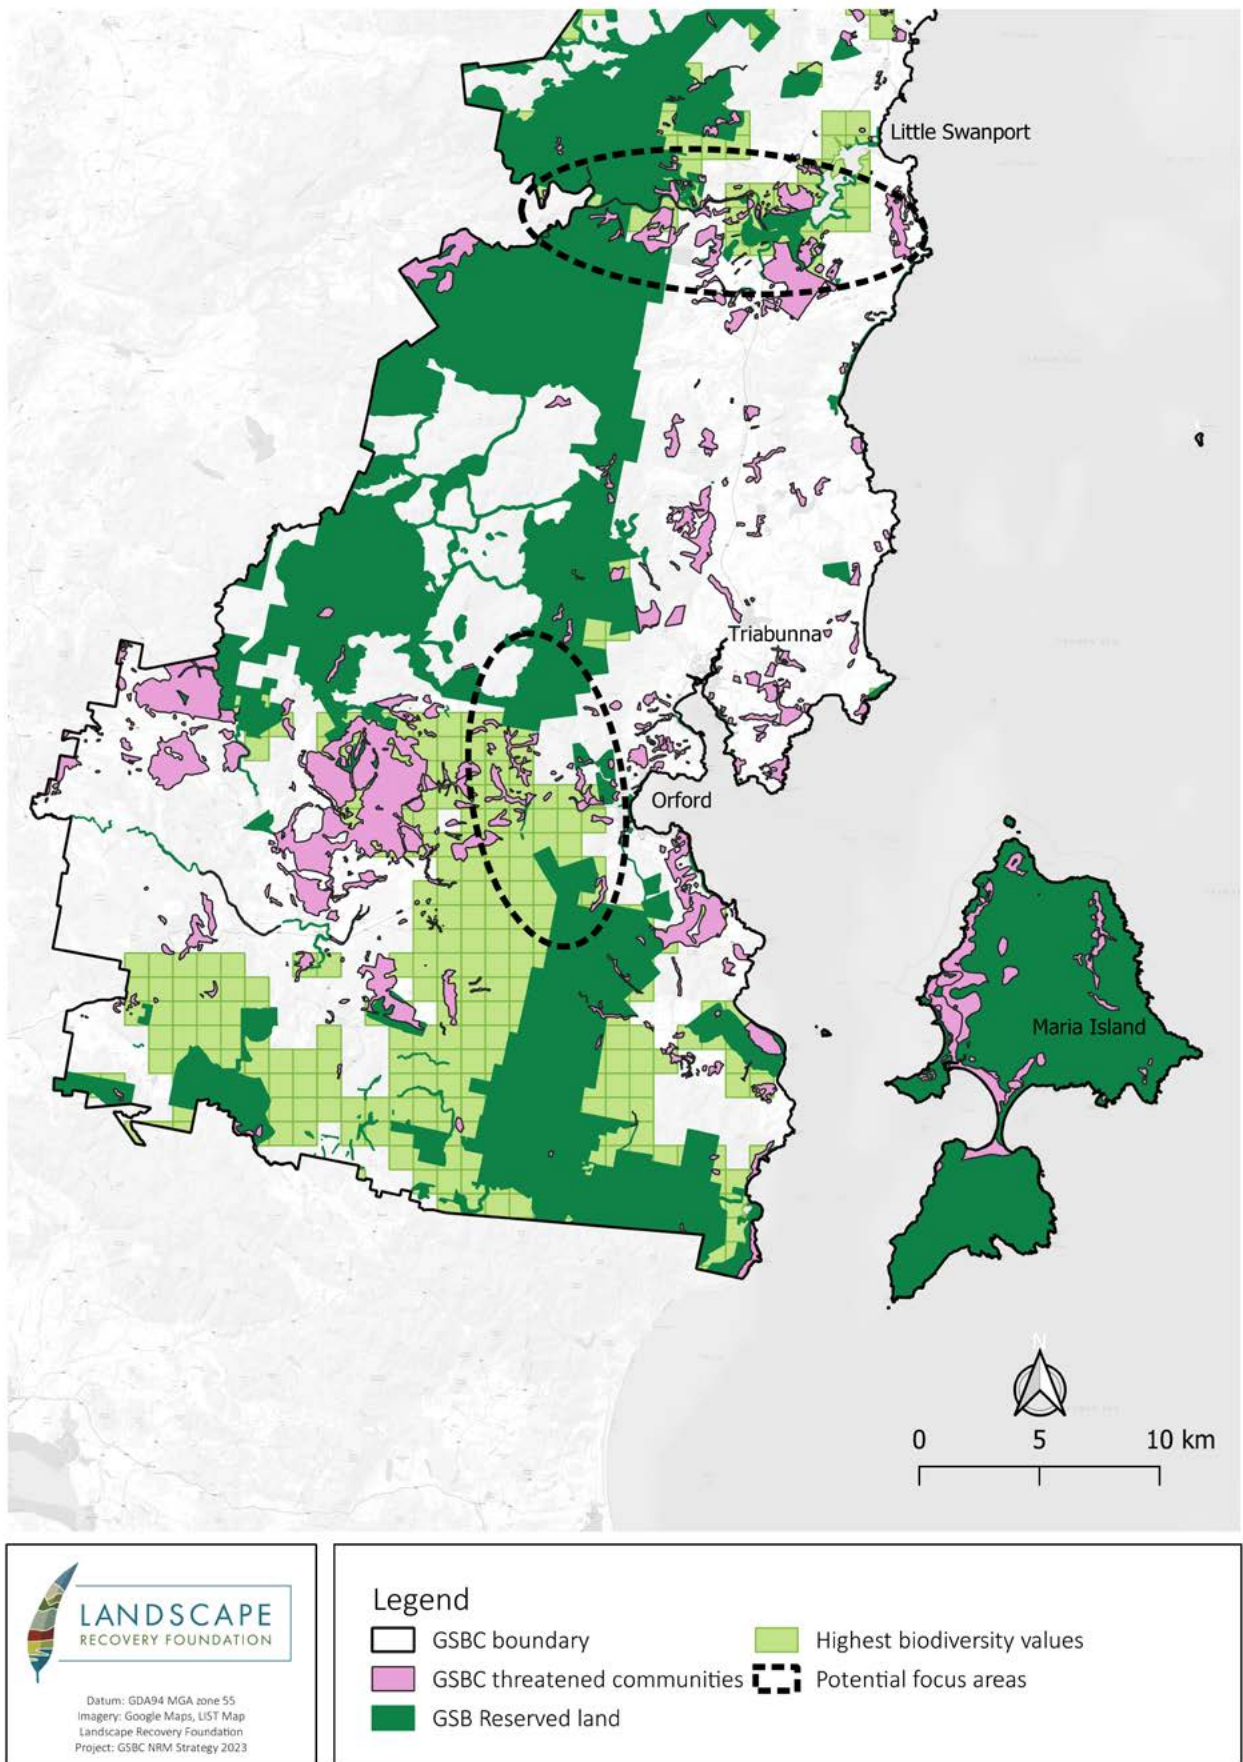 Little Swanport
Triabunna
Orford
Maria Island
N
0 5 10 km
LANDSCAPE
RECOVERY FOUNDATION
Datum: GDA94 MGA zone 55
Imagery: Google Maps, LIST Map
Landscape Recovery Foundation
Project: GSBC NRM Strategy 2023
Legend
GSBC boundary
GSBC threatened communities
GSB Reserved land
Highest biodiversity values
Potential focus areas